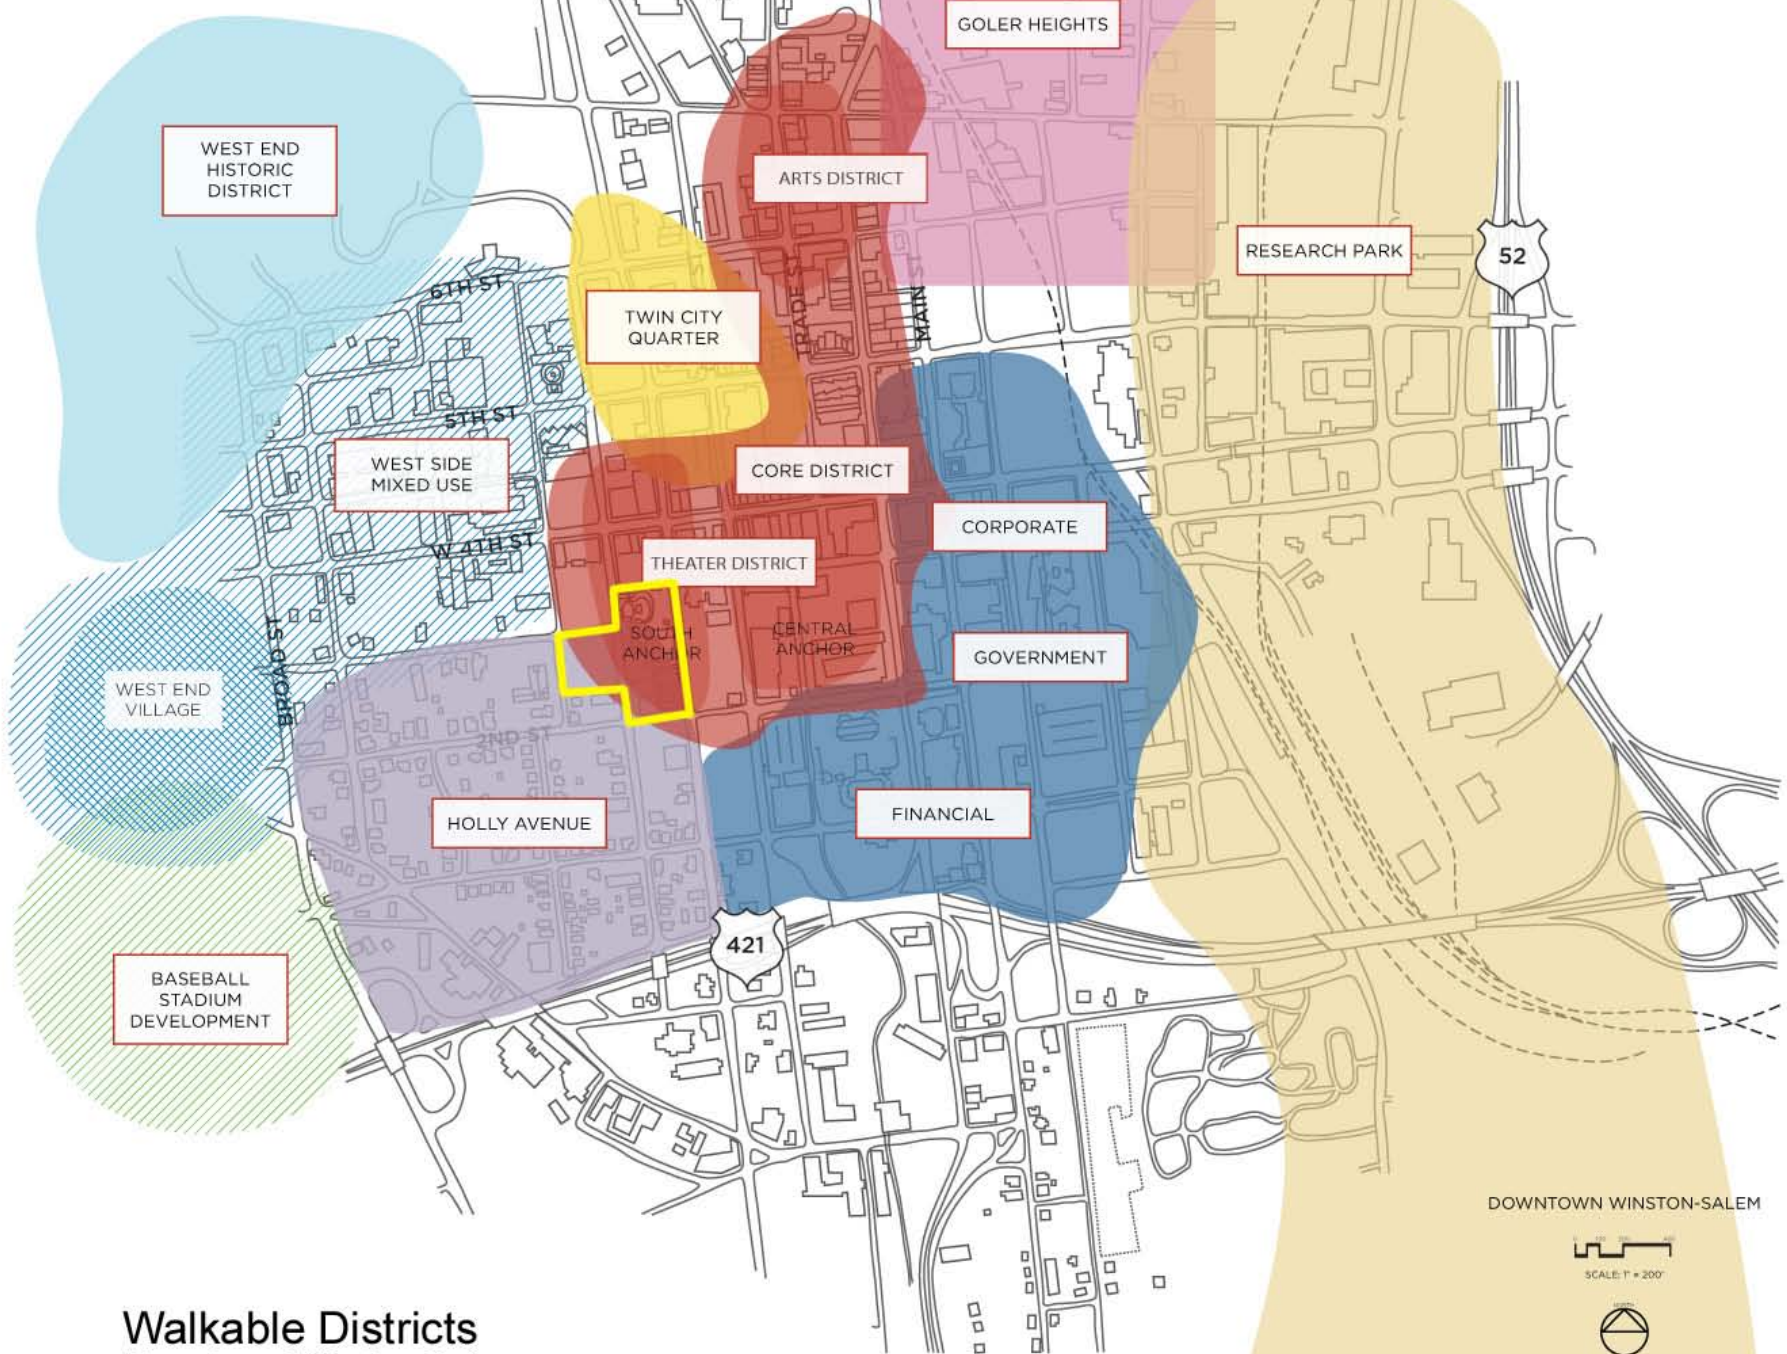 GOLER HEIGHTS
WEST END
HISTORIC
DISTRICT
ARTS DISTRICT
RESEARCH PARK
52
6TH ST
TWIN CITY
QUARTER
MAIN ST
5TH ST
WEST SIDE
MIXED USE
CORE DISTRICT
CORPORATE
W 4TH ST
THEATER DISTRICT
SOUTH
ANCHOR
CENTRAL
ANCHOR
GOVERNMENT
BROAD ST
WEST END
VILLAGE
2ND ST
HOLLY AVENUE
FINANCIAL
421
BASEBALL
STADIUM
DEVELOPMENT
DOWNTOWN WINSTON-SALEM
SCALE: 1" = 200'
NORTH
Walkable Districts